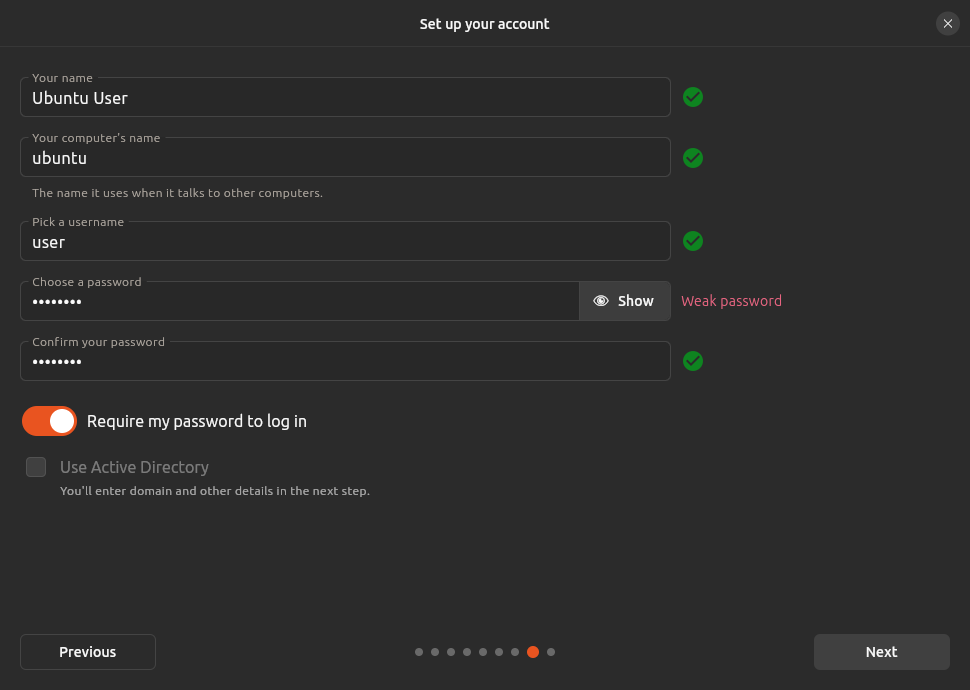 Set up your account
Your name
Ubuntu User
Your computer's name
ubuntu
The name it uses when it talks to other computers.
Pick a username
user
Choose a password
••••••••
Show
Weak password
Confirm your password
••••••••
Require my password to log in
Use Active Directory
You'll enter domain and other details in the next step.
Previous
Next